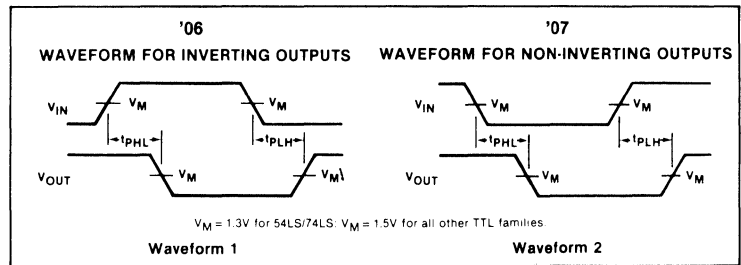 '06
WAVEFORM FOR INVERTING OUTPUTS
VIN
VM
VM
tPHL
tPLH
VOUT
VM
VM
'07
WAVEFORM FOR NON-INVERTING OUTPUTS
VIN
VM
VM
tPHL
tPLH
VOUT
VM
VM
VM = 1.3V for 54LS/74LS: VM = 1.5V for all other TTL families.
Waveform 1
Waveform 2